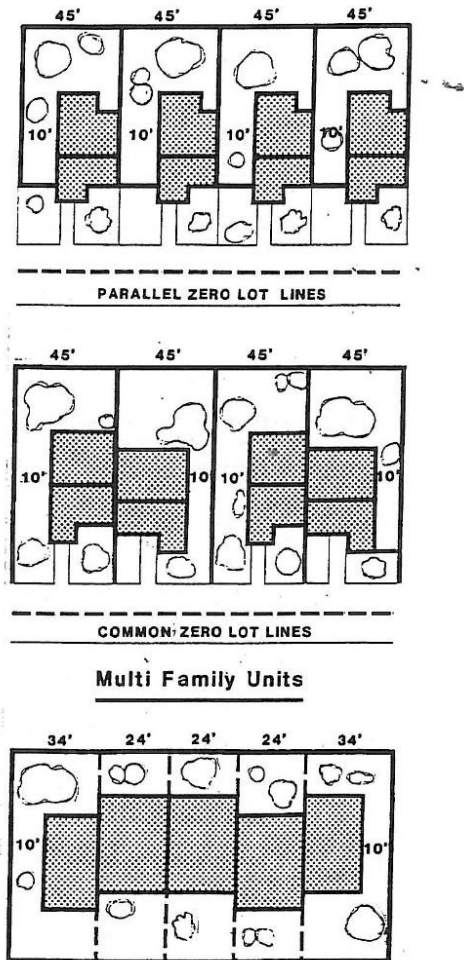 45' 45' 45' 45'
10' 10' 10' 10'
PARALLEL ZERO LOT LINES
45' 45' 45' 45'
10' 10' 10' 10'
COMMON ZERO LOT LINES
Multi Family Units
34' 24' 24' 24' 34'
10' 10'